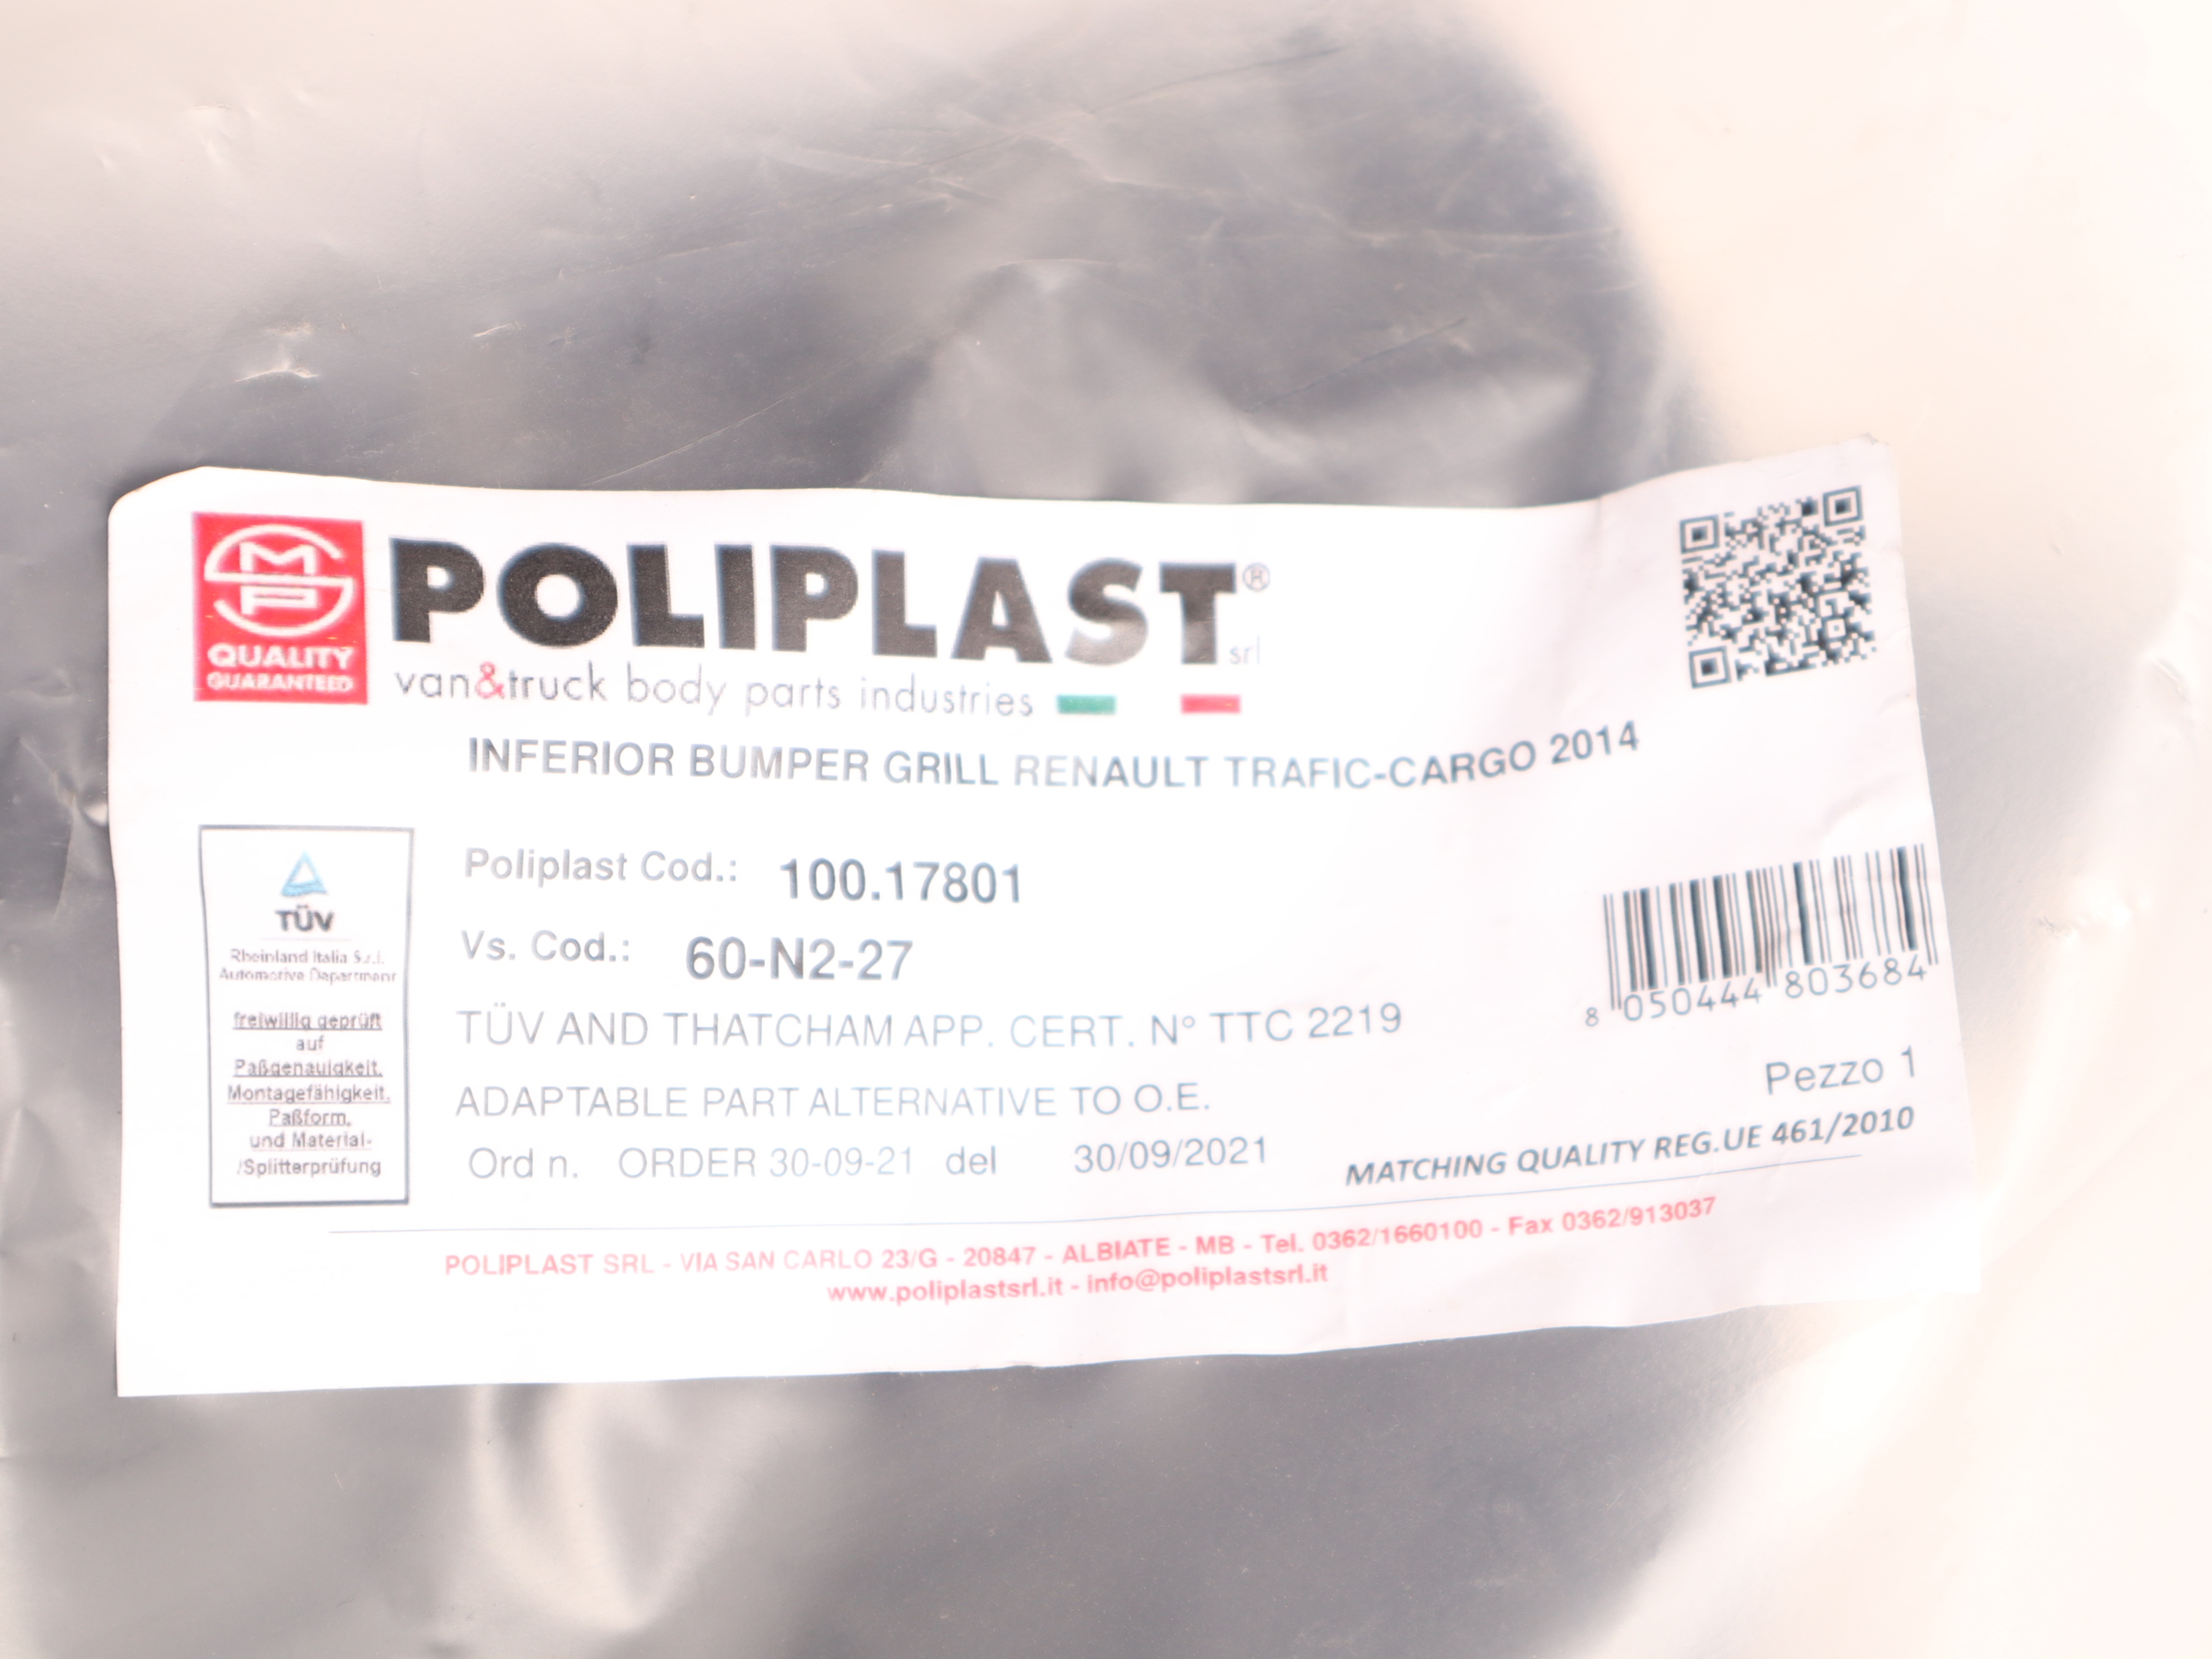 SMP
QUALITY
GUARANTEED
POLIPLAST®
srl
van&truck body parts industries
INFERIOR BUMPER GRILL RENAULT TRAFIC-CARGO 2014
TÜV
Rheinland Italia S.r.l.
Automotive Department
freiwillig geprüft
auf
Paßgenauigkeit,
Montagefähigkeit,
Paßform,
und Material-
/Splitterprüfung
Poliplast Cod.: 100.17801
Vs. Cod.: 60-N2-27
TÜV AND THATCHAM APP. CERT. N° TTC 2219
ADAPTABLE PART ALTERNATIVE TO O.E.
Ord n. ORDER 30-09-21 del 30/09/2021
8 050444 803684
Pezzo 1
MATCHING QUALITY REG.UE 461/2010
POLIPLAST SRL - VIA SAN CARLO 23/G - 20847 - ALBIATE - MB - Tel. 0362/1660100 - Fax 0362/913037
www.poliplastsrl.it - info@poliplastsrl.it